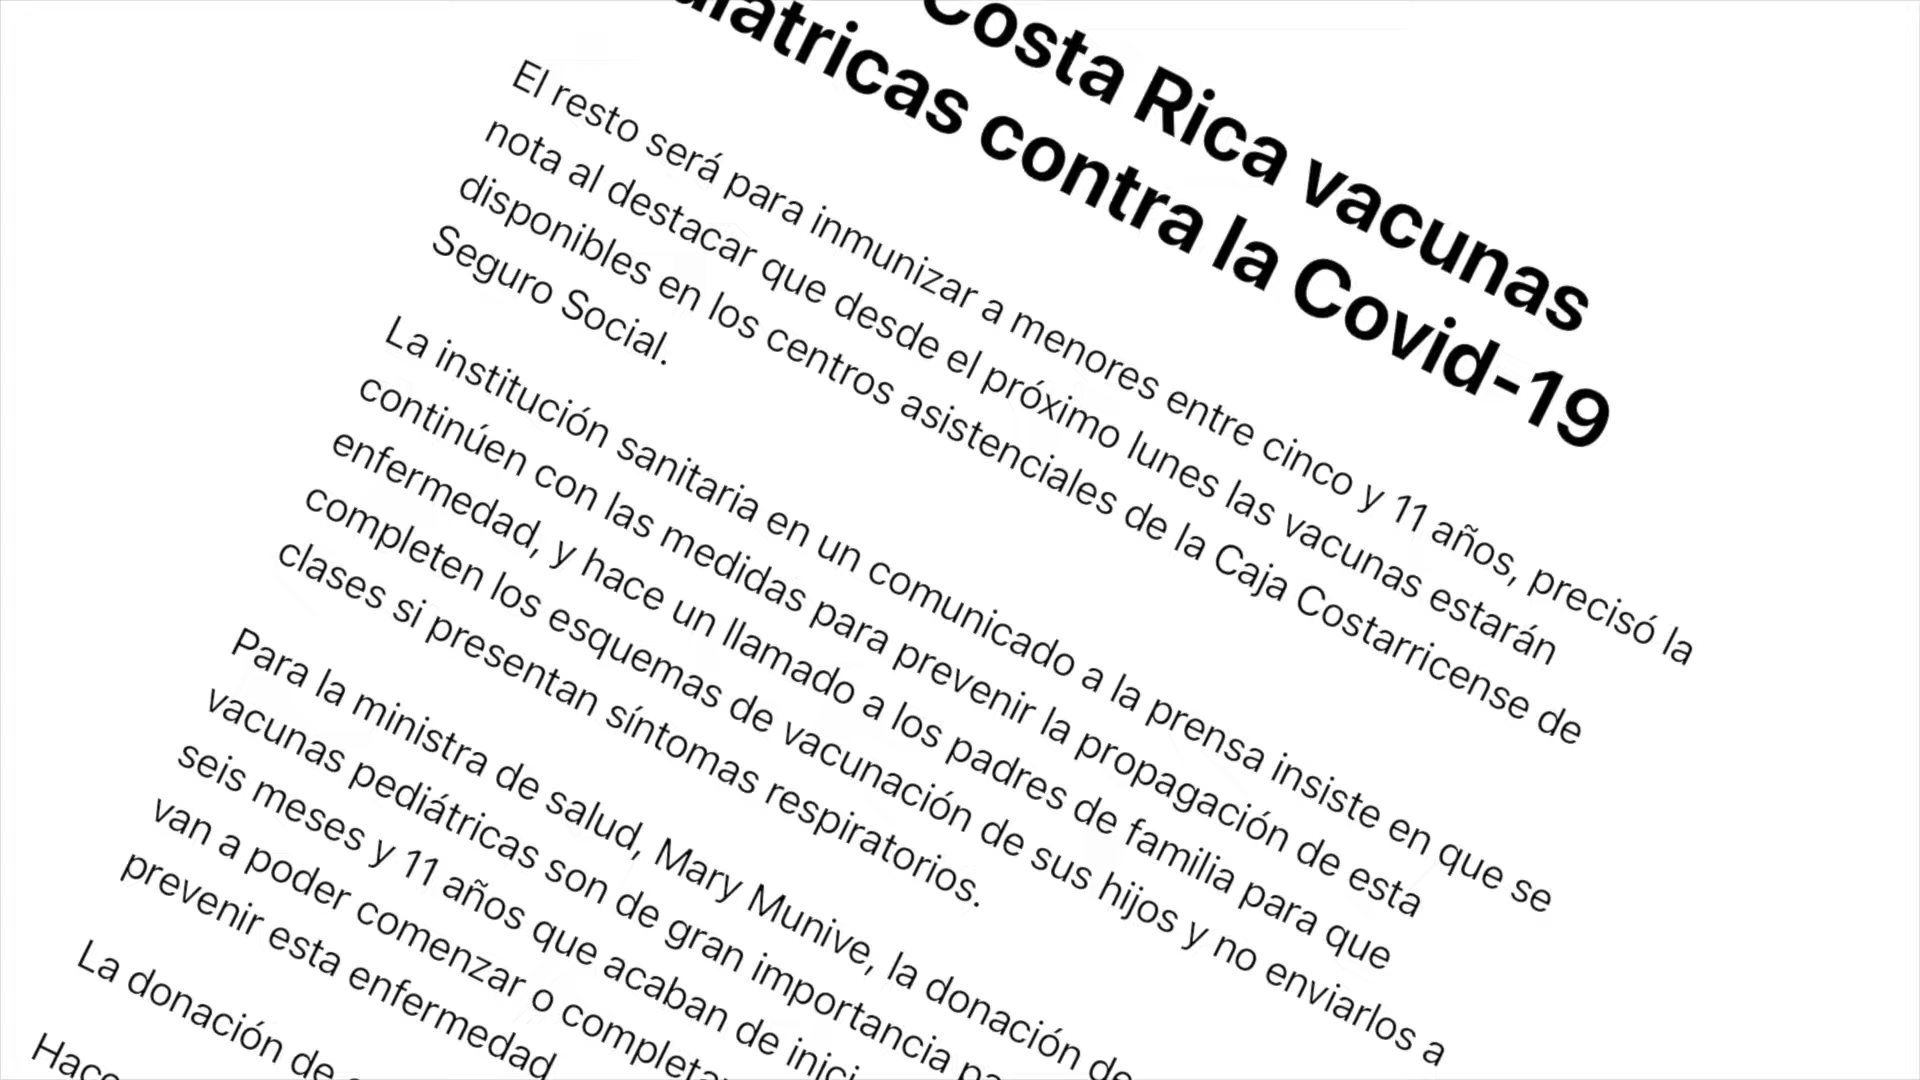 Costa Rica vacunas
contra la Covid-19
El resto será para inmunizar a menores entre cinco y 11 años, precisó la
nota al destacar que desde el próximo lunes las vacunas estarán
disponibles en los centros asistenciales de la Caja Costarricense de
Seguro Social.
La institución sanitaria en un comunicado a la prensa insiste en que se
continúen con las medidas para prevenir la propagación de esta
enfermedad, y hace un llamado a los padres de familia para que
completen los esquemas de vacunación de sus hijos y no enviarlos a
clases si presentan síntomas respiratorios.
Para la ministra de salud, Mary Munive, la donación de
vacunas pediátricas son de gran importancia
seis meses y 11 años que acaban de
van a poder comenzar o
prevenir esta enfermedad
La donación de